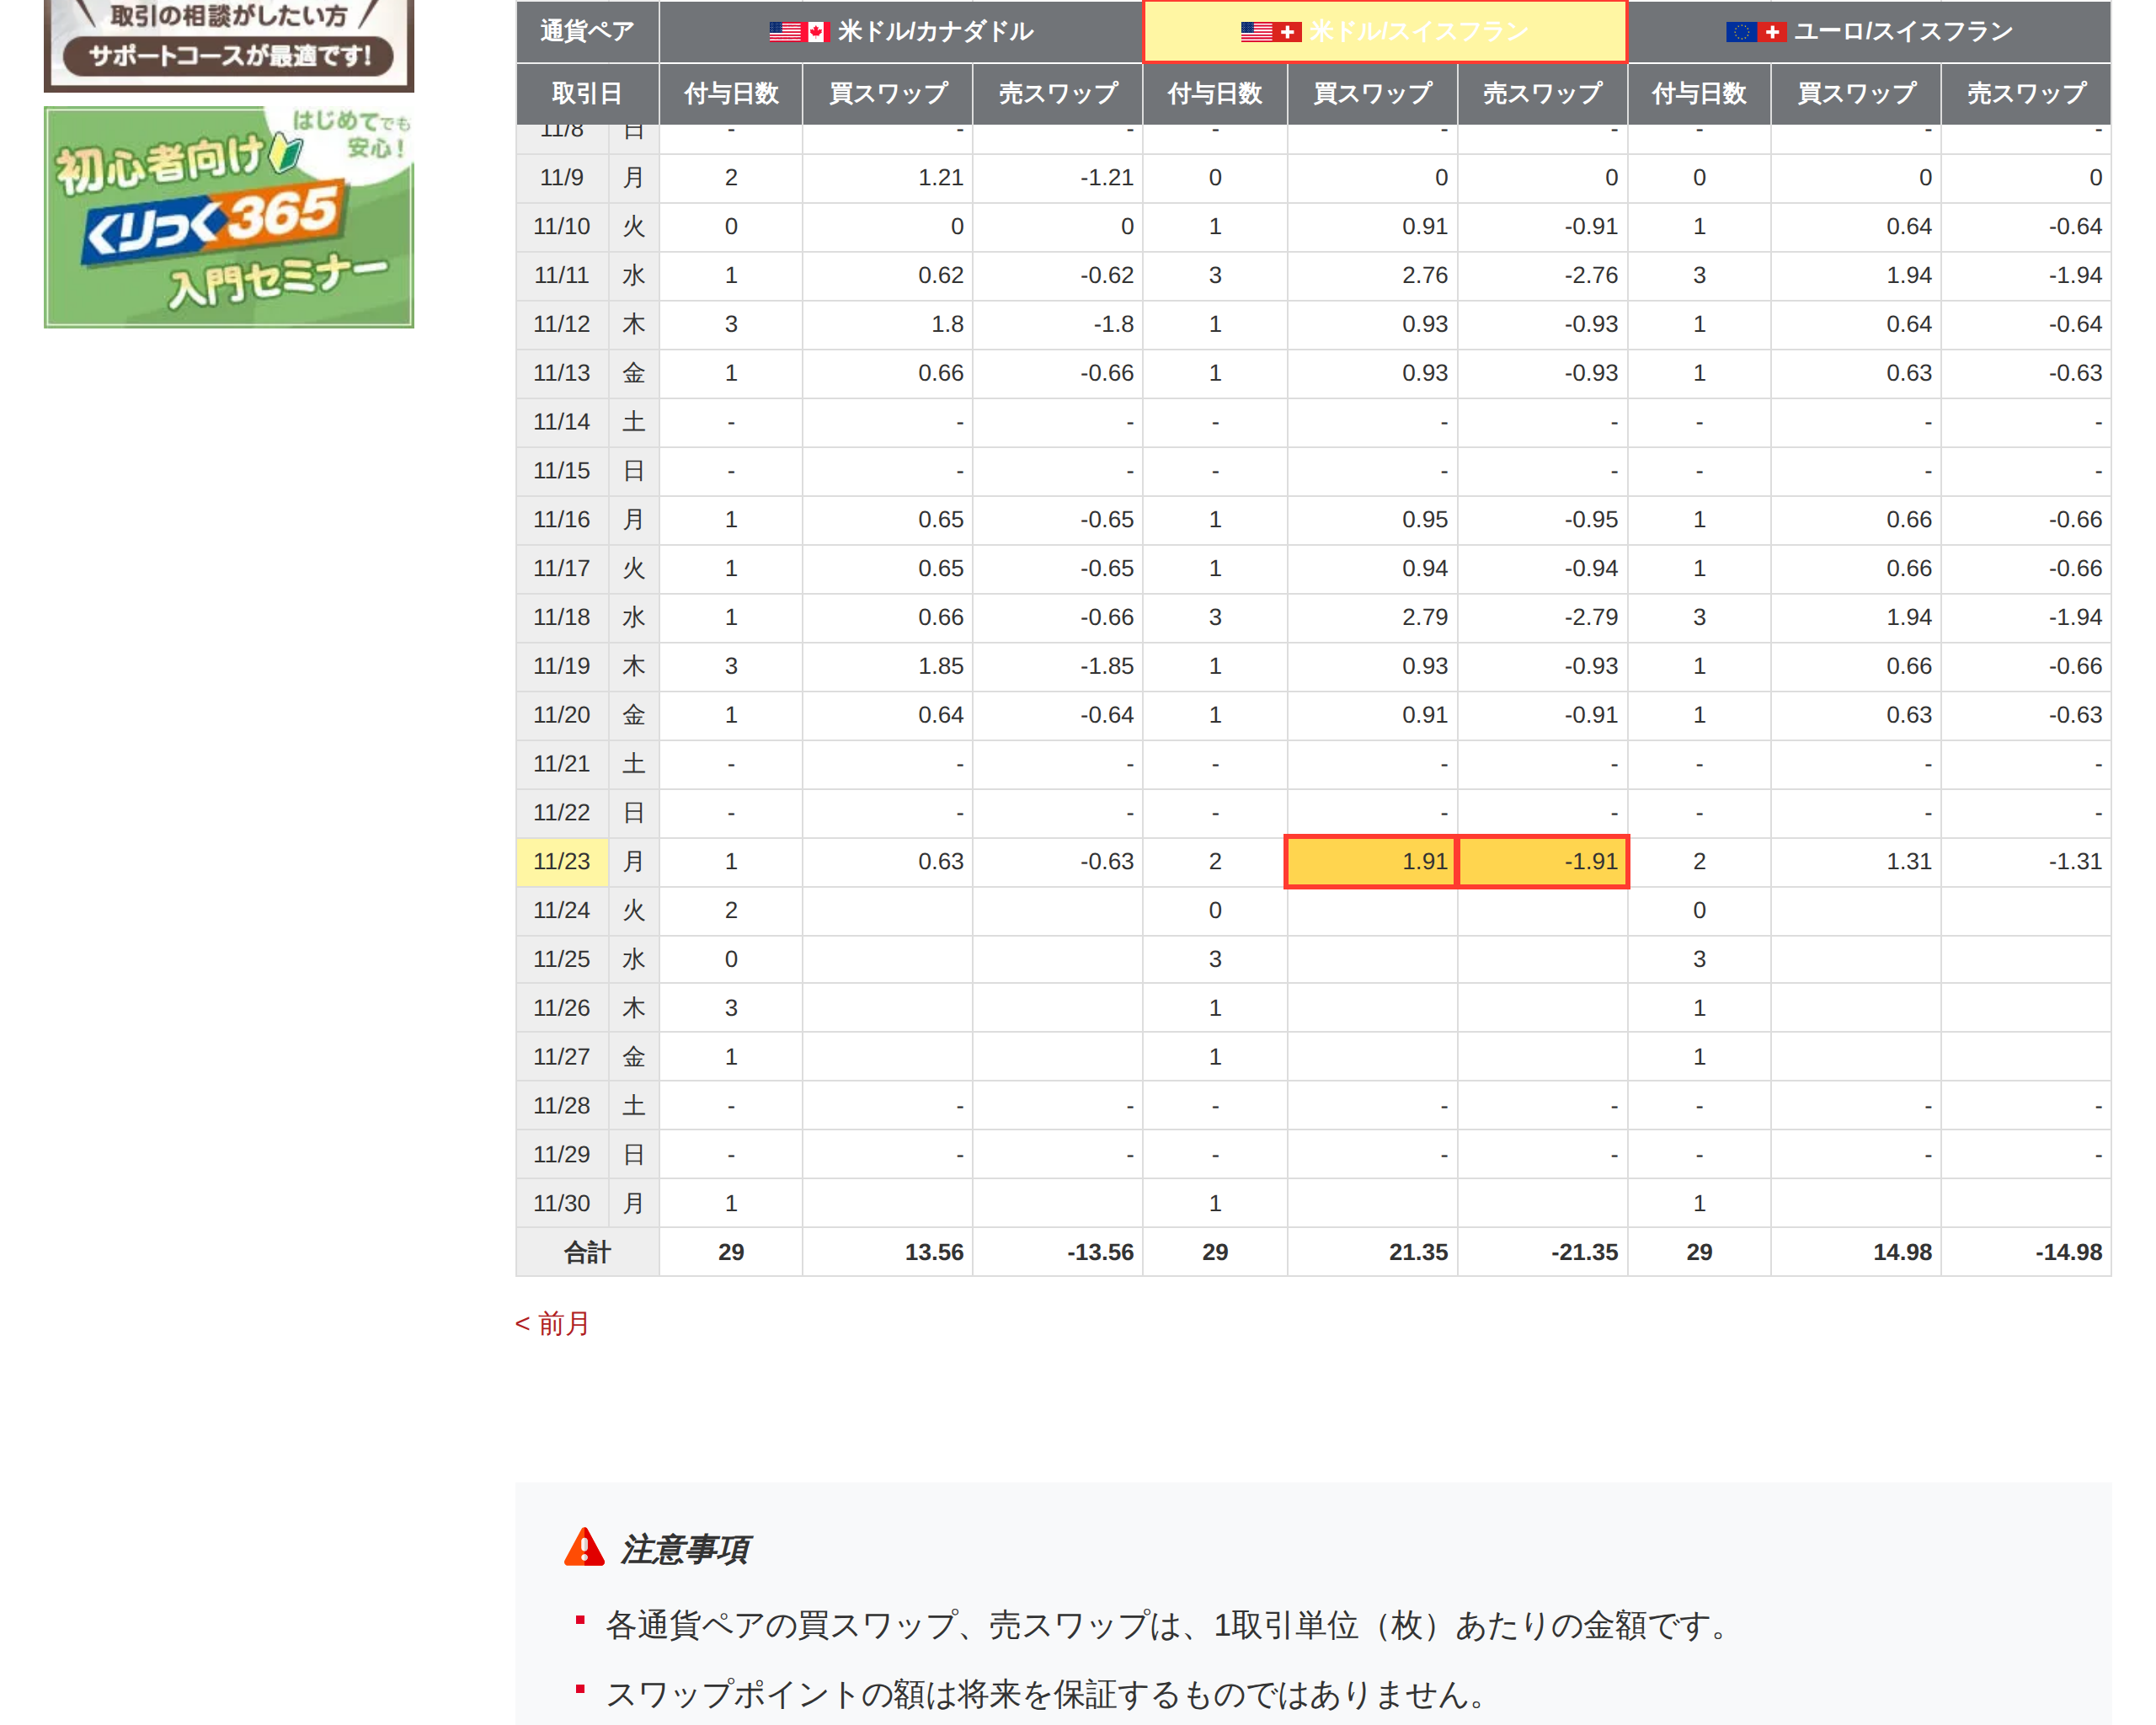 取引の相談がしたい方
サポートコースが最適です!
はじめてでも
安心!
初心者向け
くりっく365
入門セミナー
通貨ペア 米ドル/カナダドル 米ドル/スイスフラン ユーロ/スイスフラン
取引日 付与日数 買スワップ 売スワップ 付与日数 買スワップ 売スワップ 付与日数 買スワップ 売スワップ
11/8 日 - - - - - - - - -
11/9 月 2 1.21 -1.21 0 0 0 0 0 0
11/10 火 0 0 0 1 0.91 -0.91 1 0.64 -0.64
11/11 水 1 0.62 -0.62 3 2.76 -2.76 3 1.94 -1.94
11/12 木 3 1.8 -1.8 1 0.93 -0.93 1 0.64 -0.64
11/13 金 1 0.66 -0.66 1 0.93 -0.93 1 0.63 -0.63
11/14 土 - - - - - - - - -
11/15 日 - - - - - - - - -
11/16 月 1 0.65 -0.65 1 0.95 -0.95 1 0.66 -0.66
11/17 火 1 0.65 -0.65 1 0.94 -0.94 1 0.66 -0.66
11/18 水 1 0.66 -0.66 3 2.79 -2.79 3 1.94 -1.94
11/19 木 3 1.85 -1.85 1 0.93 -0.93 1 0.66 -0.66
11/20 金 1 0.64 -0.64 1 0.91 -0.91 1 0.63 -0.63
11/21 土 - - - - - - - - -
11/22 日 - - - - - - - - -
11/23 月 1 0.63 -0.63 2 1.91 -1.91 2 1.31 -1.31
11/24 火 2 0 0
11/25 水 0 3 3
11/26 木 3 1 1
11/27 金 1 1 1
11/28 土 - - - - - - - - -
11/29 日 - - - - - - - - -
11/30 月 1 1 1
合計 29 13.56 -13.56 29 21.35 -21.35 29 14.98 -14.98
< 前月
注意事項
各通貨ペアの買スワップ、売スワップは、1取引単位（枚）あたりの金額です。
スワップポイントの額は将来を保証するものではありません。